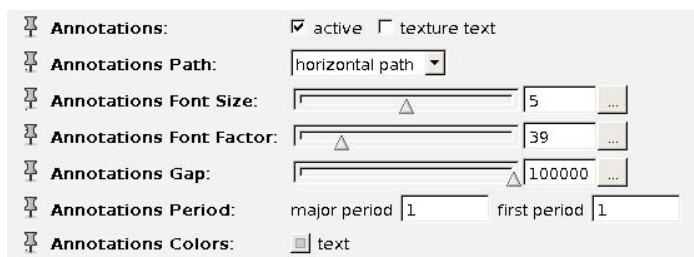 Annotations: active texture text
Annotations Path: horizontal path
Annotations Font Size: 5 ...
Annotations Font Factor: 39 ...
Annotations Gap: 100000 ...
Annotations Period: major period 1 first period 1
Annotations Colors: text